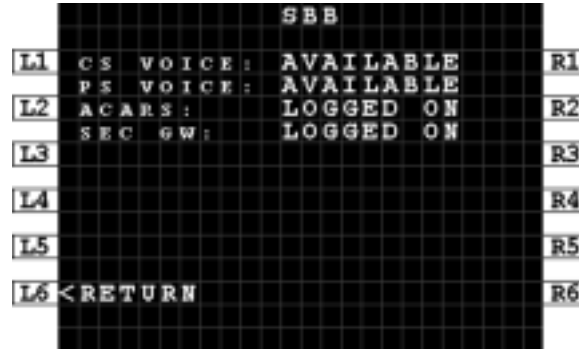 SBB
L1 CS VOICE: AVAILABLE R1
PS VOICE: AVAILABLE
L2 ACARS: LOGGED ON R2
SEC GW: LOGGED ON
L3 R3
L4 R4
L5 R5
L6 <RETURN R6